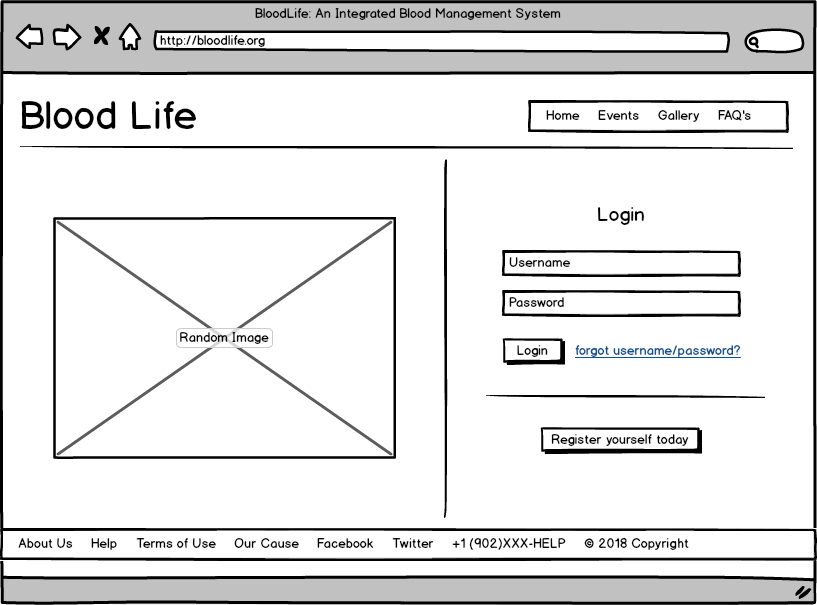 BloodLife: An Integrated Blood Management System
http://bloodlife.org
Blood Life
Home Events Gallery FAQ's
Login
Username
Password
Random Image
Login forgot username/password?
Register yourself today
About Us Help Terms of Use Our Cause Facebook Twitter +1 (902)XXX-HELP © 2018 Copyright